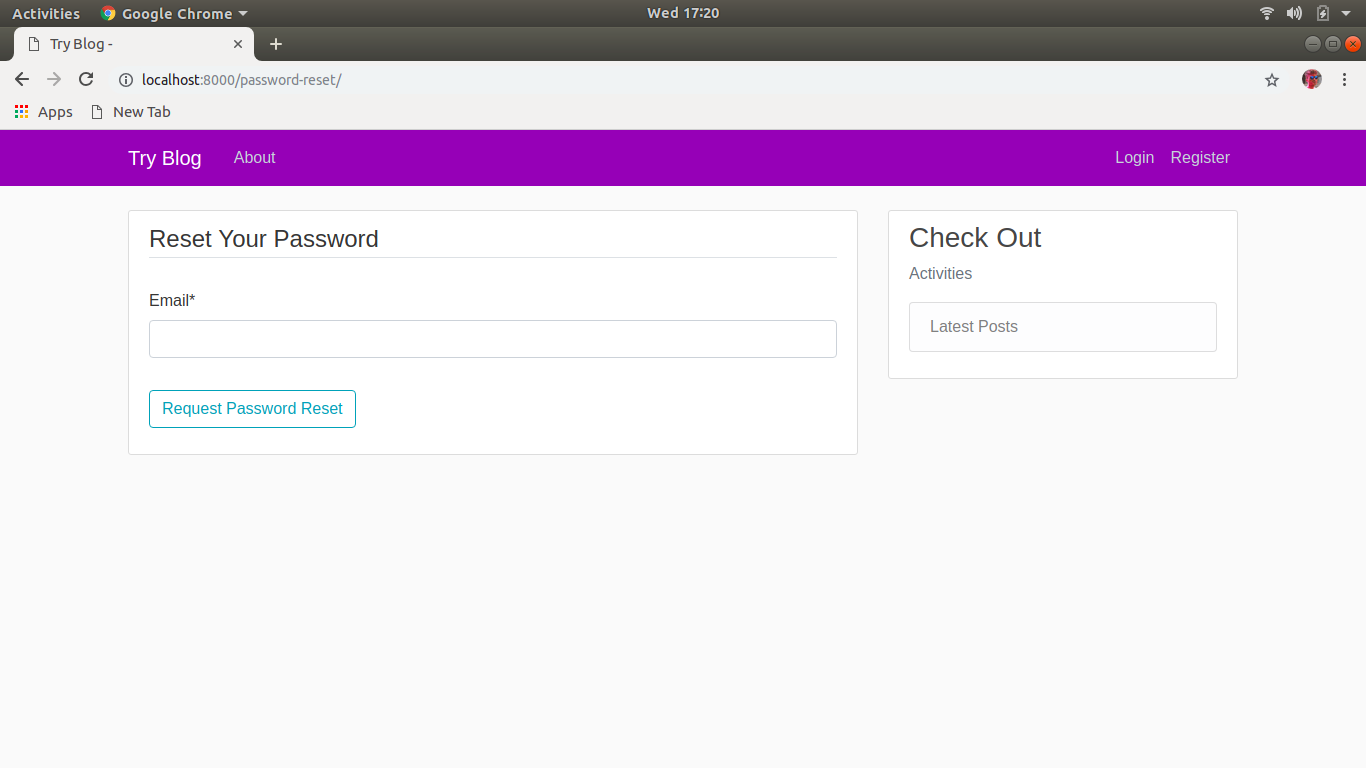 Activities Google Chrome Wed 17:20
Try Blog -
localhost:8000/password-reset/
Apps New Tab
Try Blog About Login Register
Reset Your Password
Email*
Request Password Reset
Check Out
Activities
Latest Posts